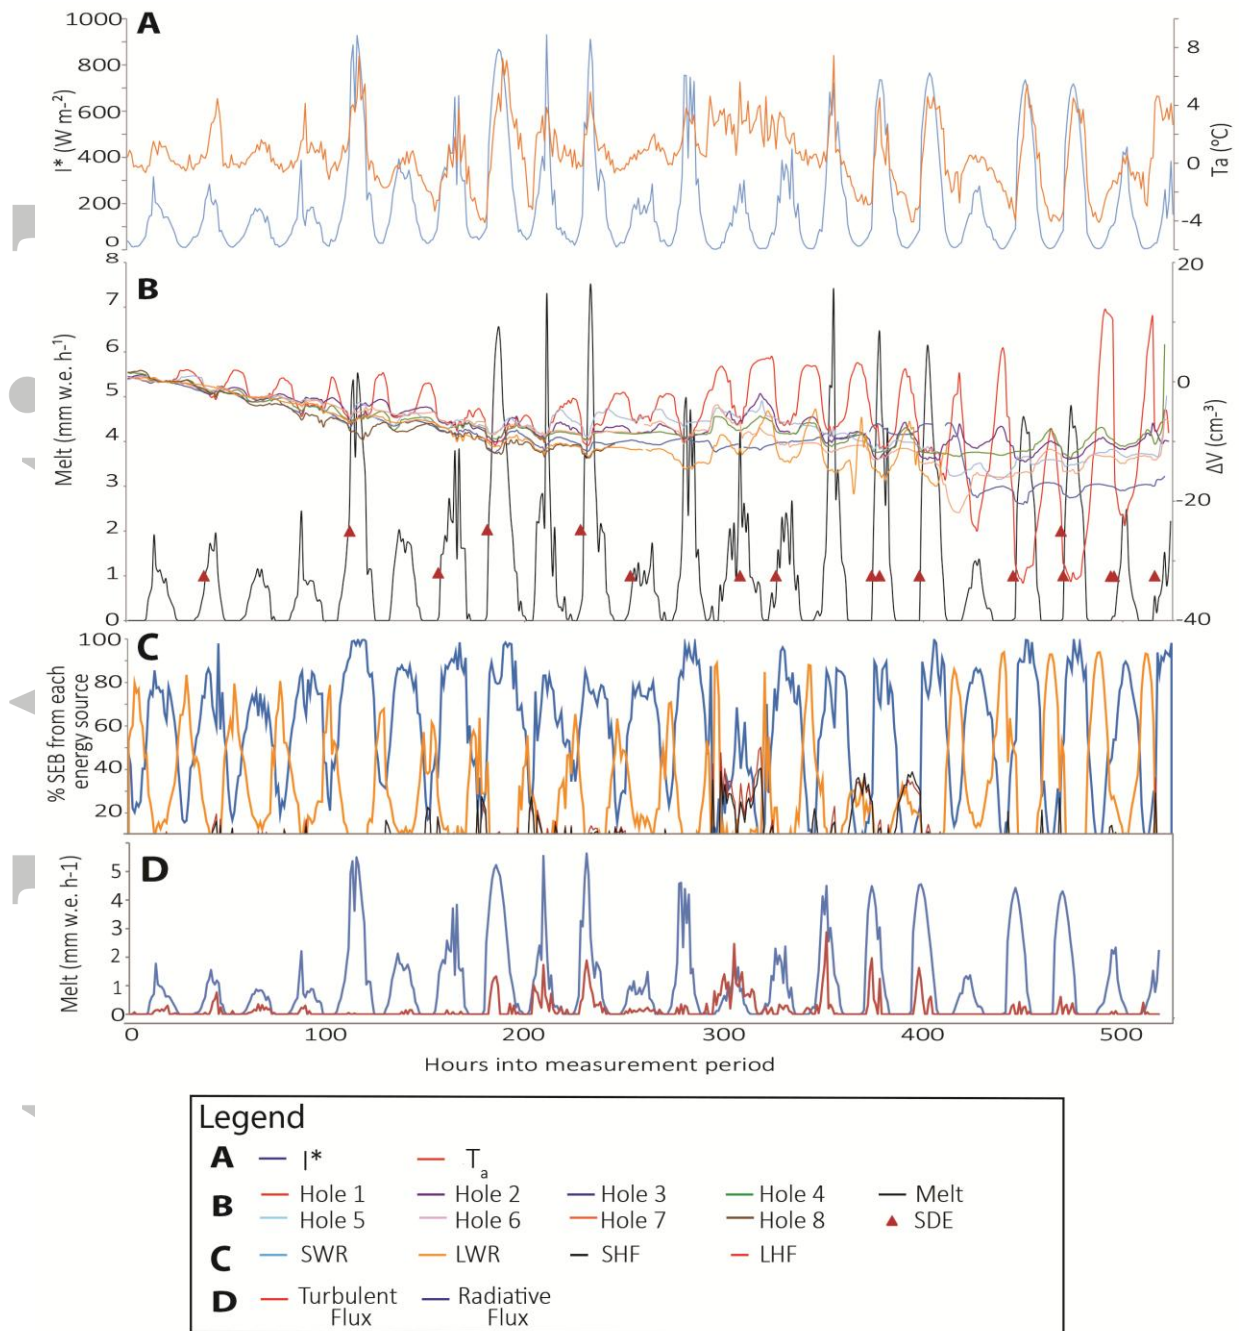 A
1000
800
600
400
200
0
I* (W m⁻²)
8
4
0
-4
Ta (ºC)
B
8
7
6
5
4
3
2
1
0
Melt (mm w.e. h⁻¹)
20
0
-20
-40
ΔV (cm⁻³)
C
100
80
60
40
20
% SEB from each
energy source
D
5
4
3
2
1
0
Melt (mm w.e. h-1)
0 100 200 300 400 500
Hours into measurement period
Legend
A I* Ta
B Hole 1 Hole 2 Hole 3 Hole 4 Melt
Hole 5 Hole 6 Hole 7 Hole 8 SDE
C SWR LWR SHF LHF
D Turbenent Flux Radiative Flux